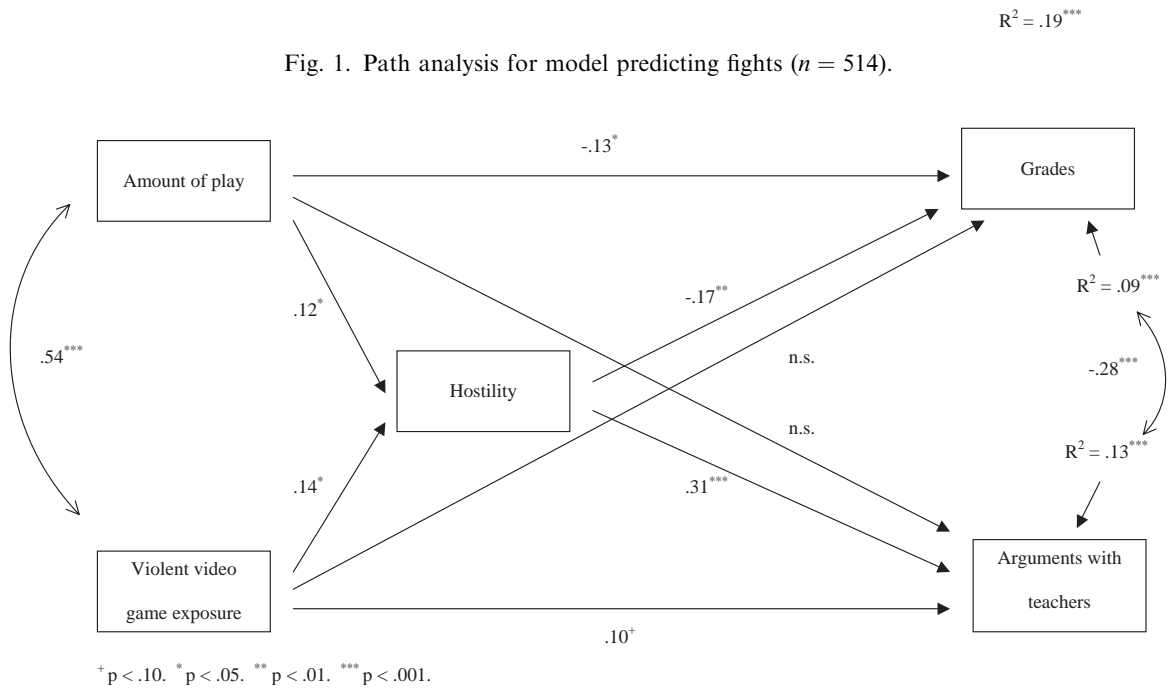 R² = .19***
Fig. 1. Path analysis for model predicting fights (n = 514).
-.13*
Amount of play
Grades
R² = .09***
.12*
-.17**
.54***
n.s.
-.28***
Hostility
n.s.
R² = .13***
.14*
.31***
Violent video
game exposure
Arguments with
teachers
.10⁺
⁺ p < .10. * p < .05. ** p < .01. *** p < .001.